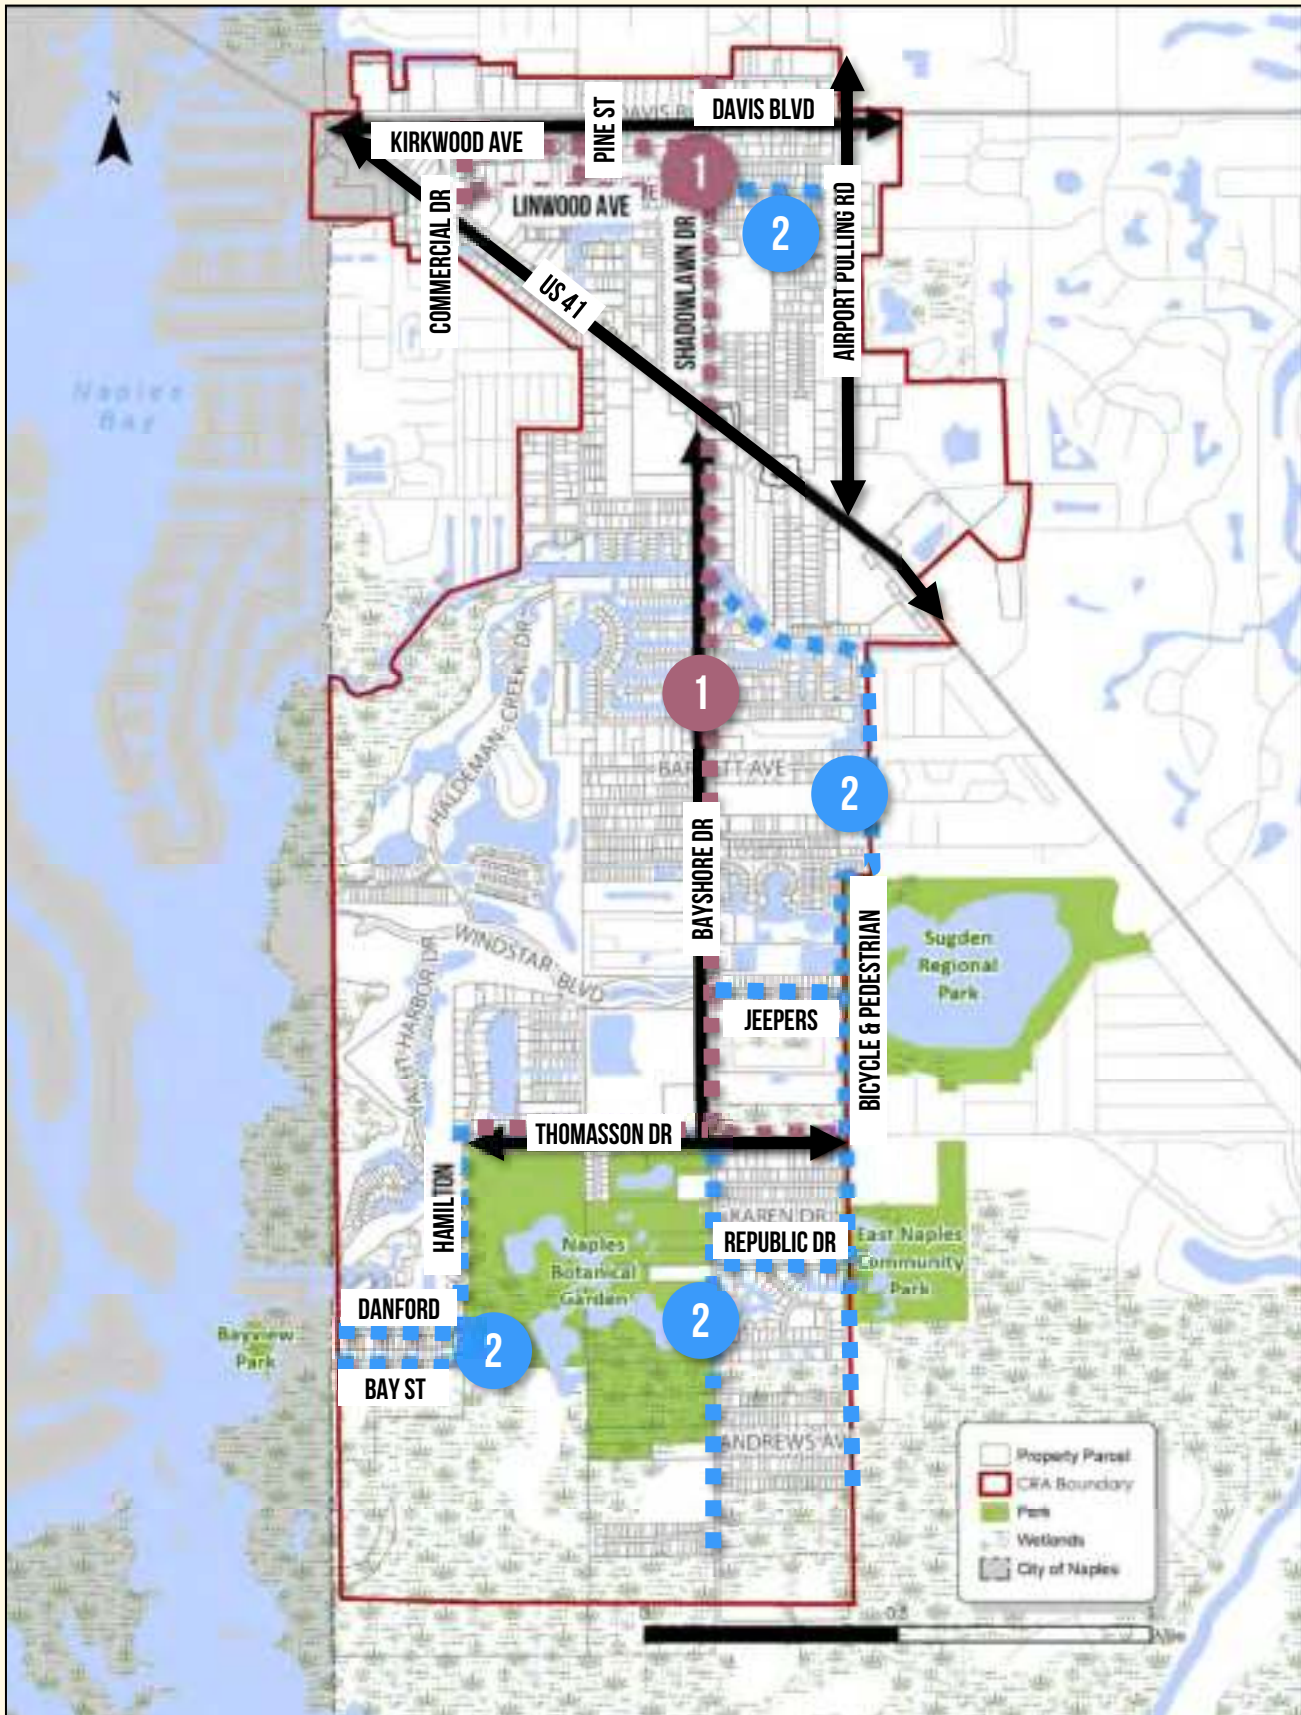 N
DAVIS BLVD
KIRKWOOD AVE
PINE ST
1
LINWOOD AVE
2
COMMERCIAL DR
SHADOWLAWN DR
AIRPORT PULLING RD
US 41
Naples
Bay
HALDEMAN CREEK DR
1
2
BAYSHORE DR
WINDSTAR BLVD
Sugden
Regional
Park
JEEPERS
BICYCLE & PEDESTRIAN
THOMASSON DR
HAMILTON
KAREN DR
REPUBLIC DR
East Naples
Community
Park
Naples
Botanical
Garden
DANFORD
2
2
Bayview
Park
BAY ST
Property Parcel
CRA Boundary
Park
Wetlands
City of Naples
0.5